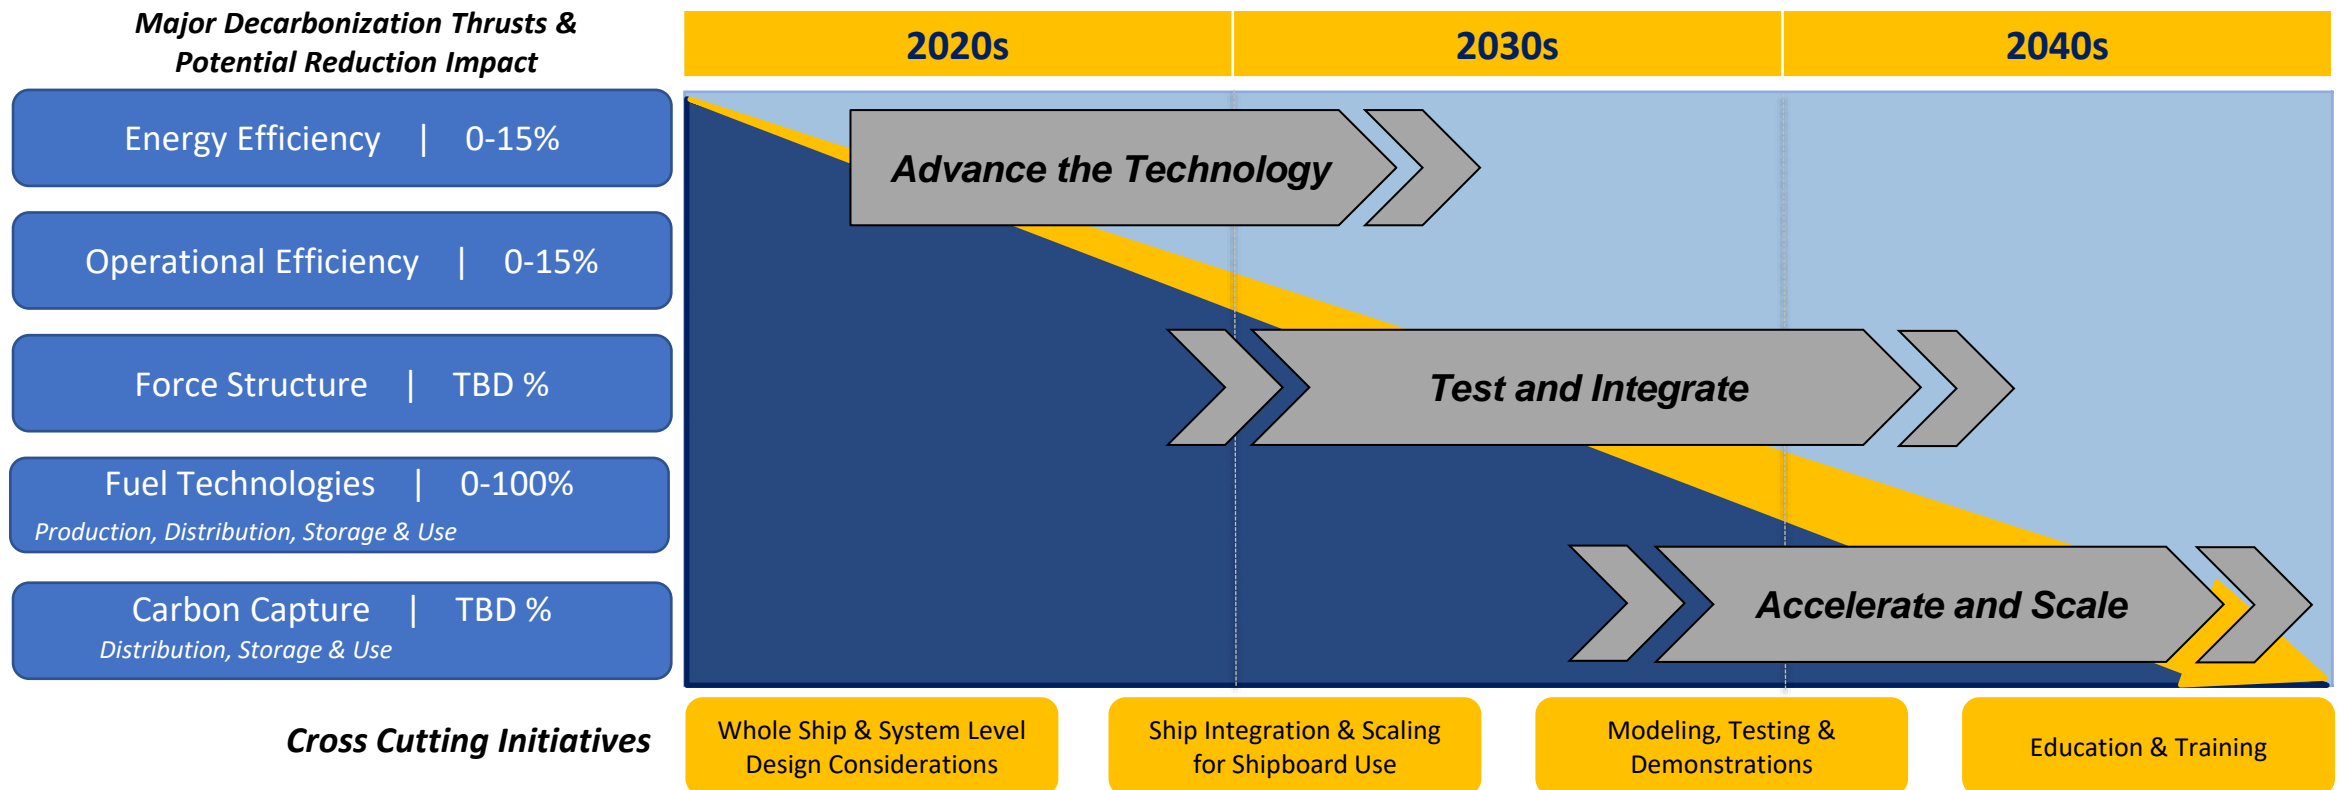 Major Decarbonization Thrusts &
Potential Reduction Impact
2020s
2030s
2040s
Energy Efficiency | 0-15%
Operational Efficiency | 0-15%
Force Structure | TBD %
Fuel Technologies | 0-100%
Production, Distribution, Storage & Use
Carbon Capture | TBD %
Distribution, Storage & Use
Advance the Technology
Test and Integrate
Accelerate and Scale
Cross Cutting Initiatives
Whole Ship & System Level
Design Considerations
Ship Integration & Scaling
for Shipboard Use
Modeling, Testing &
Demonstrations
Education & Training